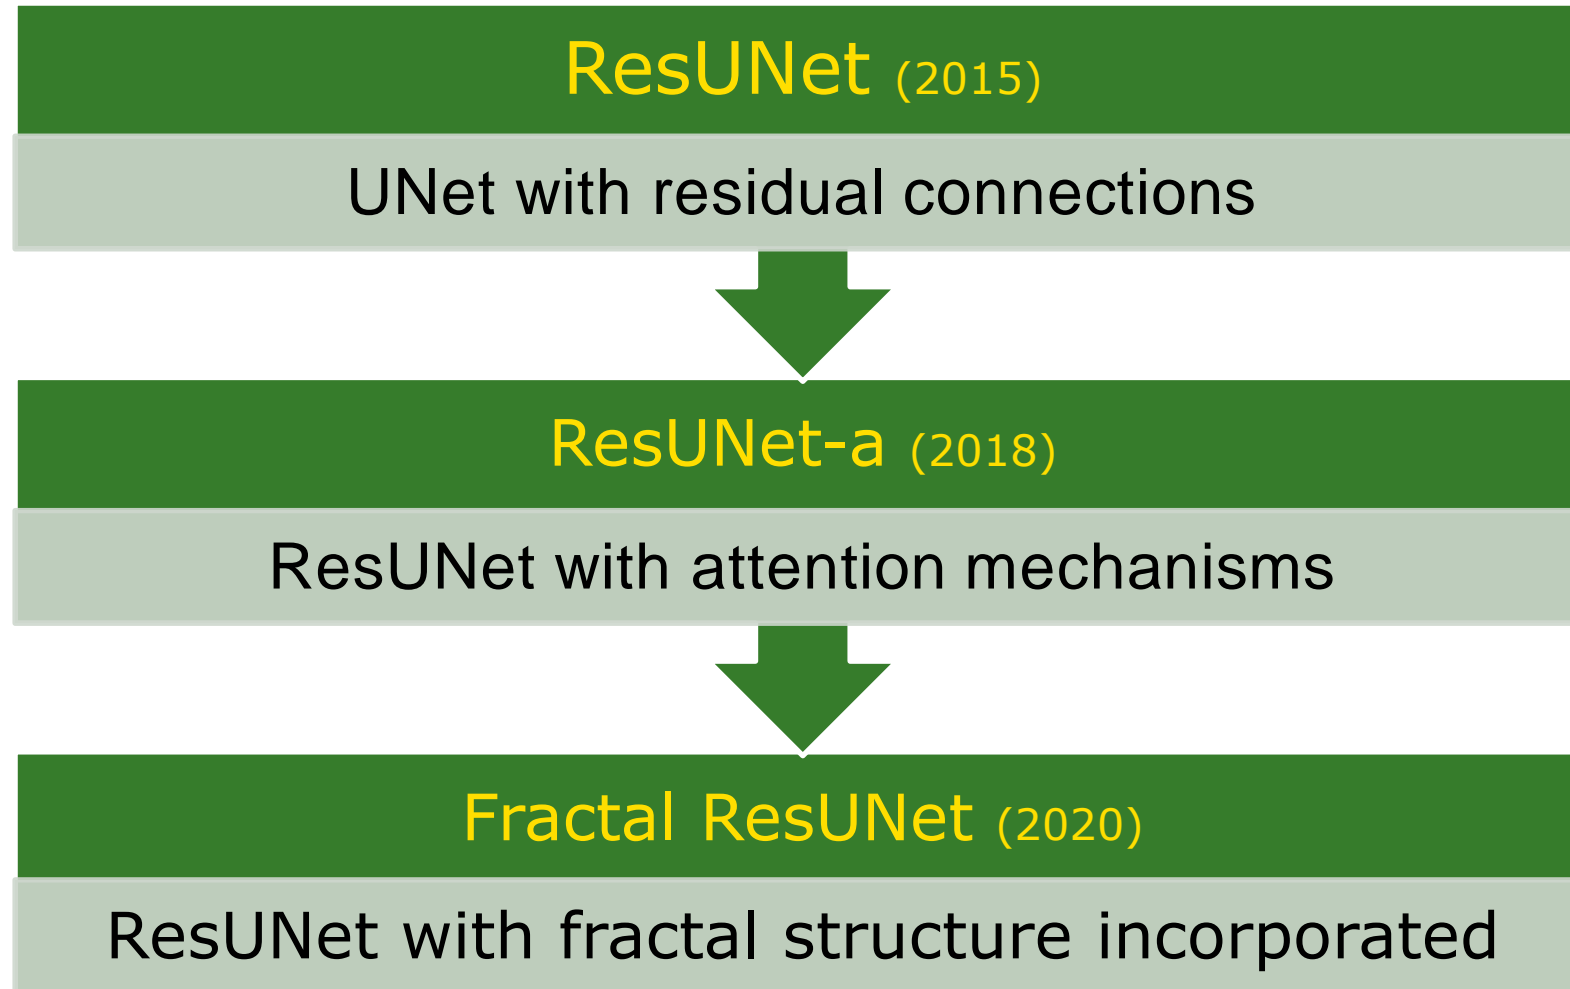 ResUNet (2015)
UNet with residual connections
ResUNet-a (2018)
ResUNet with attention mechanisms
Fractal ResUNet (2020)
ResUNet with fractal structure incorporated